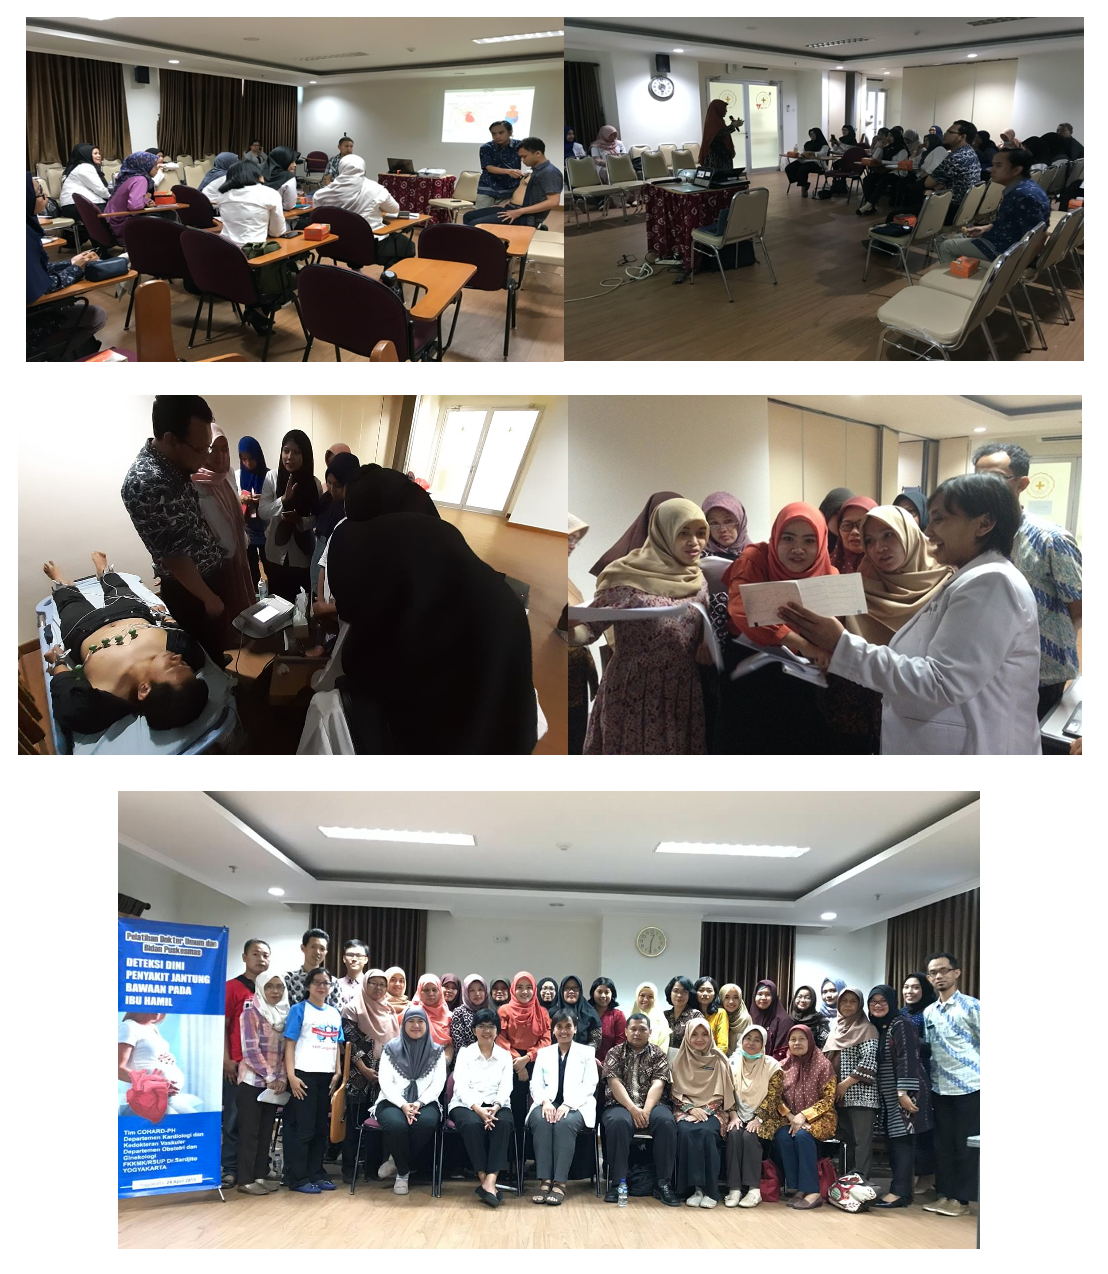 Pelatihan Dokter Umum dan
Bidan Puskesmas
DETEKSI DINI
PENYAKIT JANTUNG
BAWAAN PADA
IBU HAMIL
Tim COHARD-PH
Departemen Kardiologi dan
Kedokteran Vaskuler
Departemen Obstetri dan
Ginekologi
FKKMK/RSUP Dr.Sardjito
YOGYAKARTA